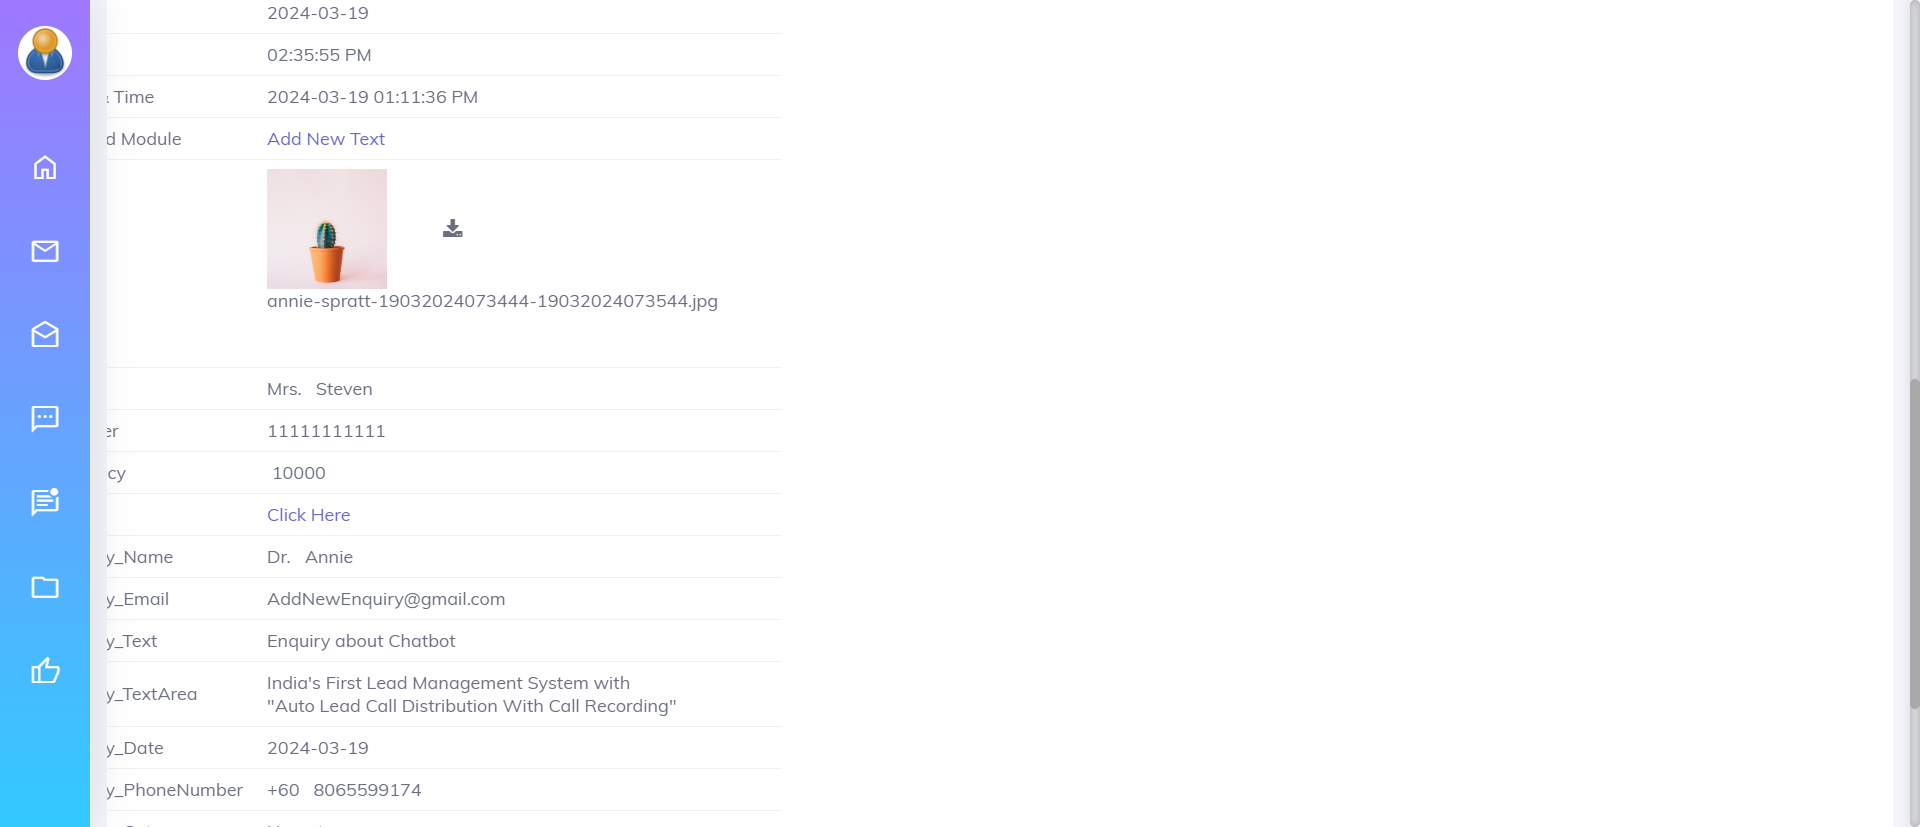 2024-03-19
02:35:55 PM
Time 2024-03-19 01:11:36 PM
d Module Add New Text
annie-spratt-19032024073444-19032024073544.jpg
Mrs. Steven
er 11111111111
cy 10000
Click Here
y_Name Dr. Annie
y_Email AddNewEnquiry@gmail.com
y_Text Enquiry about Chatbot
India's First Lead Management System with
y_TextArea
"Auto Lead Call Distribution With Call Recording"
y_Date 2024-03-19
y_PhoneNumber +60 8065599174